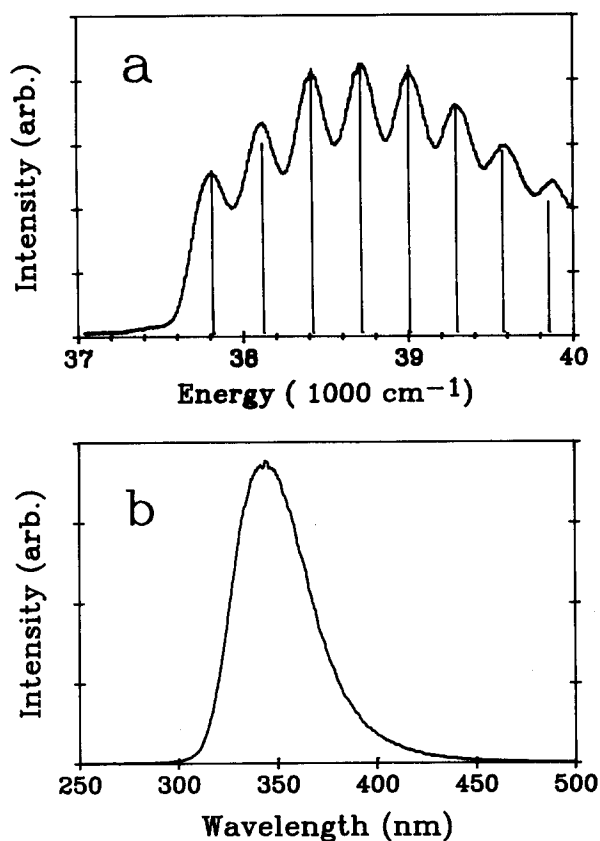 a
Intensity (arb.)
37 38 39 40
Energy ( 1000 cm⁻¹)
b
Intensity (arb.)
250 300 350 400 450 500
Wavelength (nm)